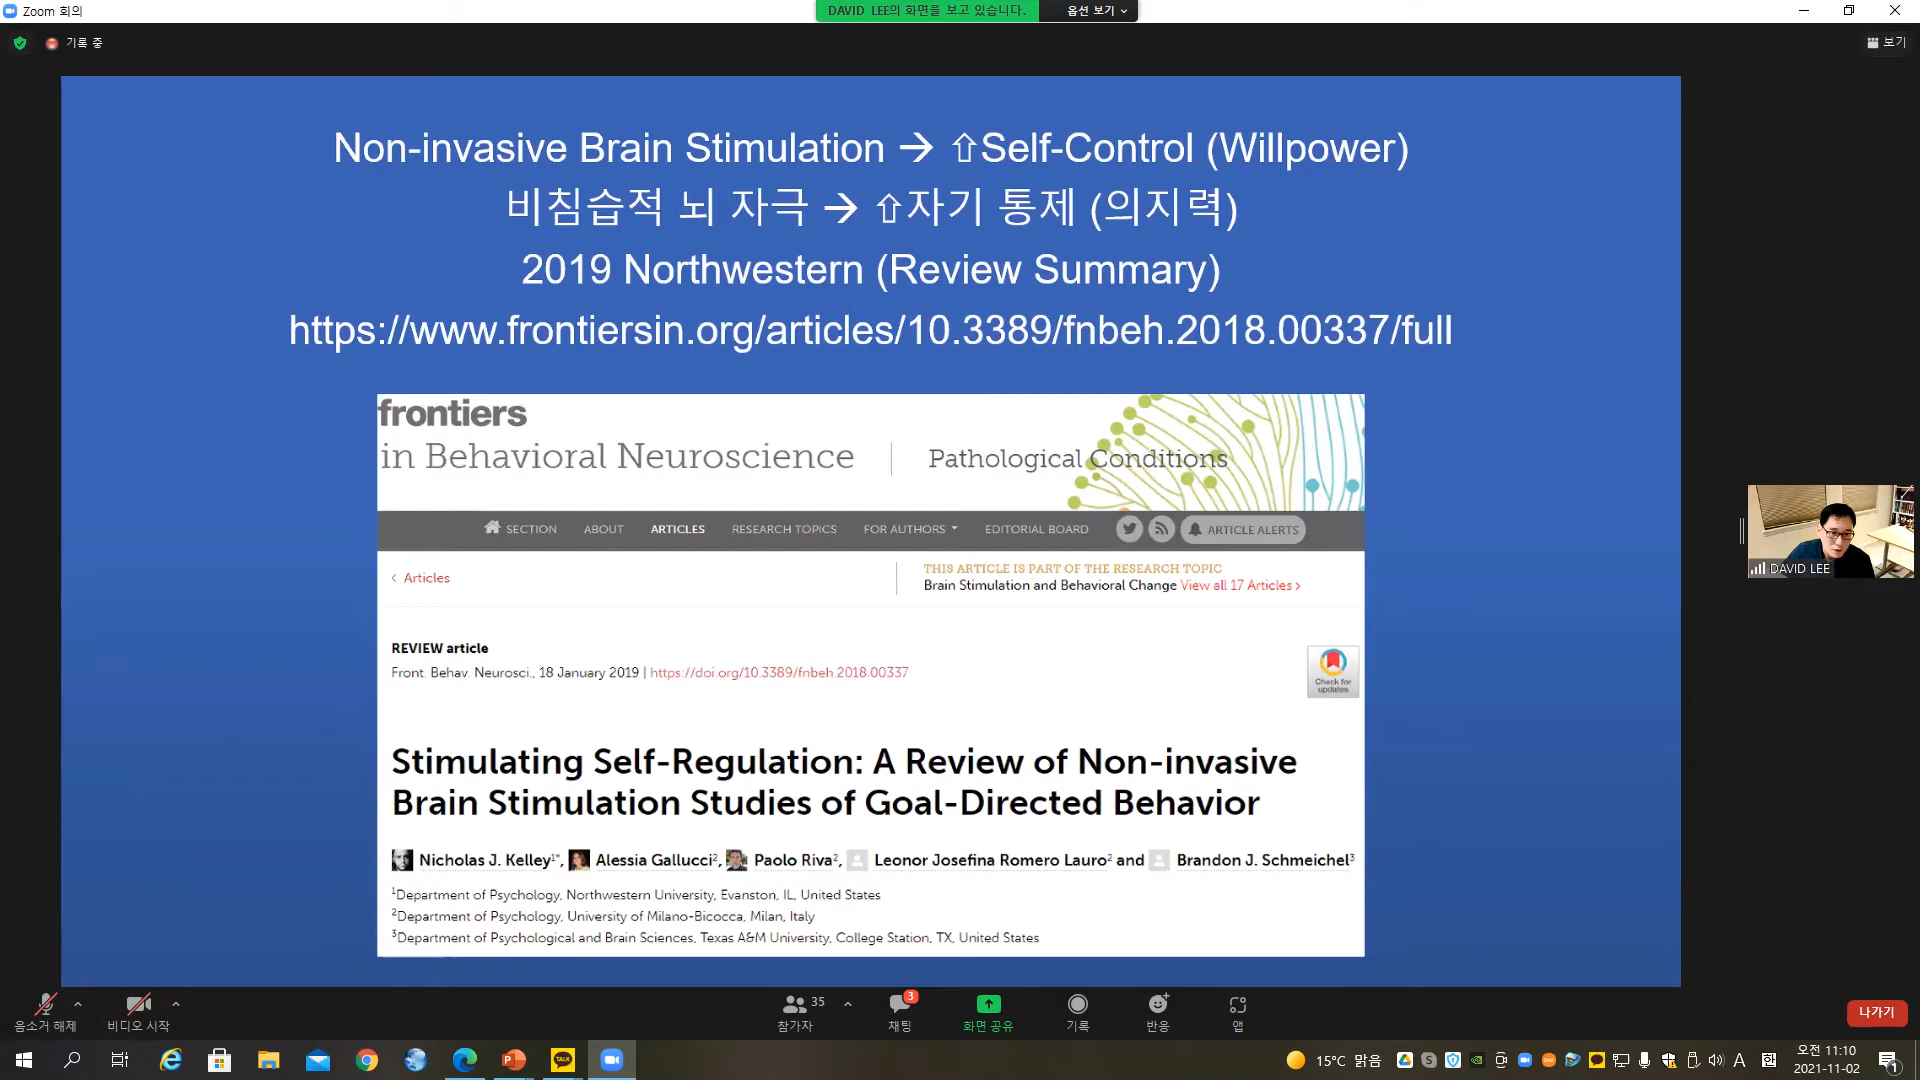 Zoom 회의
DAVID LEE의 화면을 보고 있습니다.
옵션 보기
기록 중
보기
Non-invasive Brain Stimulation → ⇧Self-Control (Willpower)
비침습적 뇌 자극 → ⇧자기 통제 (의지력)
2019 Northwestern (Review Summary)
https://www.frontiersin.org/articles/10.3389/fnbeh.2018.00337/full
frontiers
in Behavioral Neuroscience
Pathological Conditions
SECTION ABOUT ARTICLES RESEARCH TOPICS FOR AUTHORS EDITORIAL BOARD ARTICLE ALERTS
‹ Articles
THIS ARTICLE IS PART OF THE RESEARCH TOPIC
Brain Stimulation and Behavioral Change View all 17 Articles ›
REVIEW article
Front. Behav. Neurosci., 18 January 2019 | https://doi.org/10.3389/fnbeh.2018.00337
Check for
updates
Stimulating Self-Regulation: A Review of Non-invasive
Brain Stimulation Studies of Goal-Directed Behavior
Nicholas J. Kelley1*, Alessia Gallucci2, Paolo Riva2, Leonor Josefina Romero Lauro2 and Brandon J. Schmeichel3
1Department of Psychology, Northwestern University, Evanston, IL, United States
2Department of Psychology, University of Milano-Bicocca, Milan, Italy
3Department of Psychological and Brain Sciences, Texas A&M University, College Station, TX, United States
DAVID LEE
음소거 해제
비디오 시작
35
참가자
3
채팅
화면 공유
기록
반응
앱
나가기
TALK
15°C 맑음
A
한
오전 11:10
2021-11-02
1